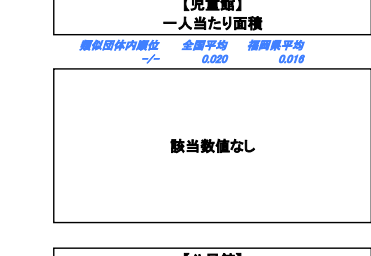 【児童館】
一人当たり面積
類似団体内順位 全国平均 福岡県平均
-/- 0.020 0.016
該当数値なし